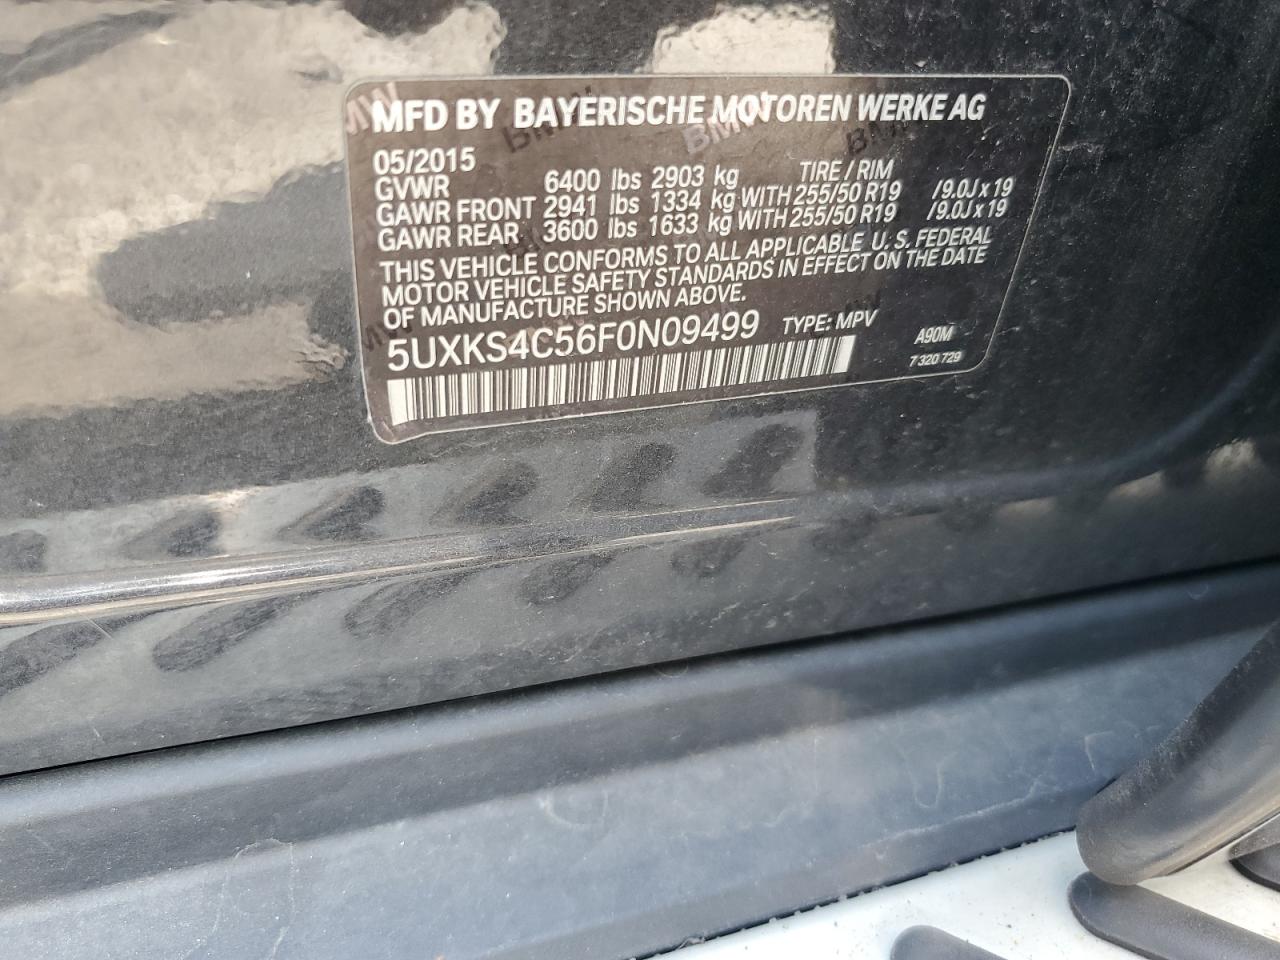 MFD BY BAYERISCHE MOTOREN WERKE AG
05/2015 TIRE / RIM
GVWR 6400 lbs 2903 kg
GAWR FRONT 2941 lbs 1334 kg WITH 255/50 R19 /9.0J x 19
GAWR REAR 3600 lbs 1633 kg WITH 255/50 R19 /9.0J x 19
THIS VEHICLE CONFORMS TO ALL APPLICABLE U. S. FEDERAL
MOTOR VEHICLE SAFETY STANDARDS IN EFFECT ON THE DATE
OF MANUFACTURE SHOWN ABOVE.
5UXKS4C56F0N09499 TYPE: MPV
A90M
7 320 729